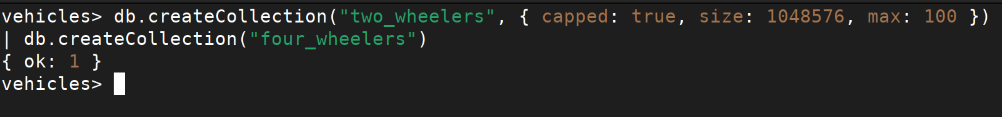 vehicles> db.createCollection("two_wheelers", { capped: true, size: 1048576, max: 100 })
| db.createCollection("four_wheelers")
{ ok: 1 }
vehicles>